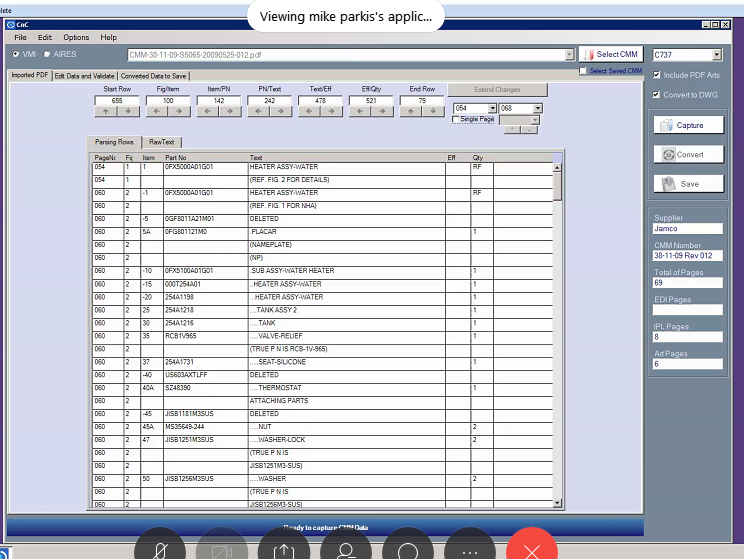 elete
Viewing mike parkis's applic...
CnC
File Edit Options Help
VMI AIRES CMM-38-11-09-S5065-20090525-012.pdf Select CMM C737
Select Saved CMM
Imported PDF Edit Data and Validate Converted Data to Save
Include PDF Arts
Convert to DWG
Start Row Fig/Item Item/PN PN/Text Text/Eff Eff/Qty End Row Extend Changes
655 100 142 242 478 521 79
054 068
Single Page
Capture
Convert
Save
Parsing Rows RawText
PageNc Fig Item Part No Text Eff Qty
054 1 1 0FX5000A01G01 HEATER ASSY-WATER RF
054 1 (REF. FIG. 2 FOR DETAILS)
060 2 -1 0FX5000A01G01 HEATER ASSY-WATER RF
060 2 (REF. FIG. 1 FOR NHA)
060 2 -5 0GF8011A21M01 DELETED
060 2 5A 0FG801121M0 .PLACAR 1
060 2 (NAMEPLATE)
060 2 (NP)
060 2 -10 0FX5100A01G01 .SUB ASSY-WATER HEATER 1
060 2 -15 000T254A01 ..HEATER ASSY-WATER 1
060 2 -20 254A1198 ...HEATER ASSY-WATER 1
060 2 25 254A1218 ....TANK ASSY 2 1
060 2 30 254A1216 .....TANK 1
060 2 35 RCB1V965 .....VALVE-RELIEF 1
060 2 (TRUE P N IS RCB-1V-965)
060 2 37 254A1731 .....SEAT-SILICONE 1
060 2 -40 US603AXTLFF DELETED
060 2 40A SZ48390 .....THERMOSTAT 1
060 2 ATTACHING PARTS
060 2 -45 JISB1181M3SUS DELETED
060 2 45A MS35649-244 .....NUT 2
060 2 47 JISB1251M3SUS .....WASHER-LOCK 2
060 2 (TRUE P N IS
060 2 JISB1251M3-SUS)
060 2 50 JISB1256M3SUS .....WASHER 2
060 2 (TRUE P N IS
060 2 JISB1256M3-SUS)
Supplier
Jamco
CMM Number
38-11-09 Rev 012
Total of Pages
69
EDI Pages
IPL Pages
8
Art Pages
6
Ready to capture CMM Data